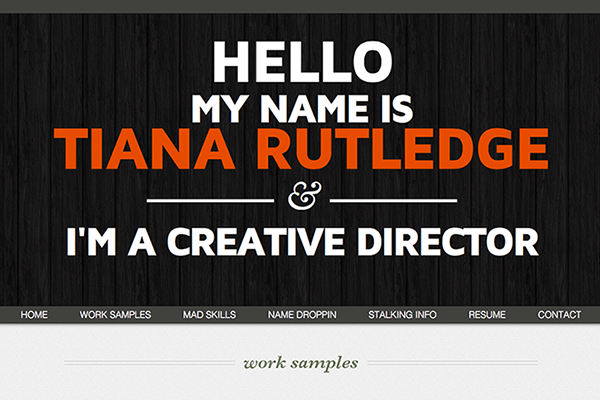 HELLO
MY NAME IS
TIANA RUTLEDGE
&
I'M A CREATIVE DIRECTOR
HOME WORK SAMPLES MAD SKILLS NAME DROPPIN STALKING INFO RESUME CONTACT
work samples